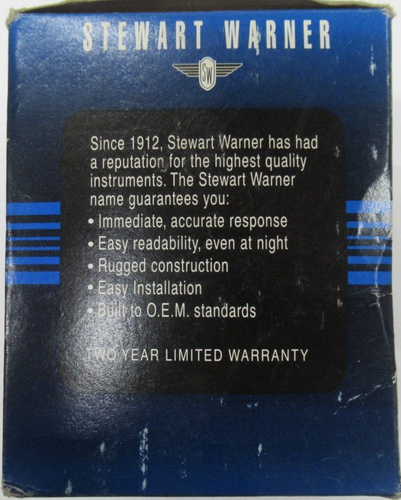 STEWART WARNER
SW
Since 1912, Stewart Warner has had
a reputation for the highest quality
instruments. The Stewart Warner
name guarantees you:
• Immediate, accurate response
• Easy readability, even at night
• Rugged construction
• Easy Installation
• Built to O.E.M. standards
TWO YEAR LIMITED WARRANTY